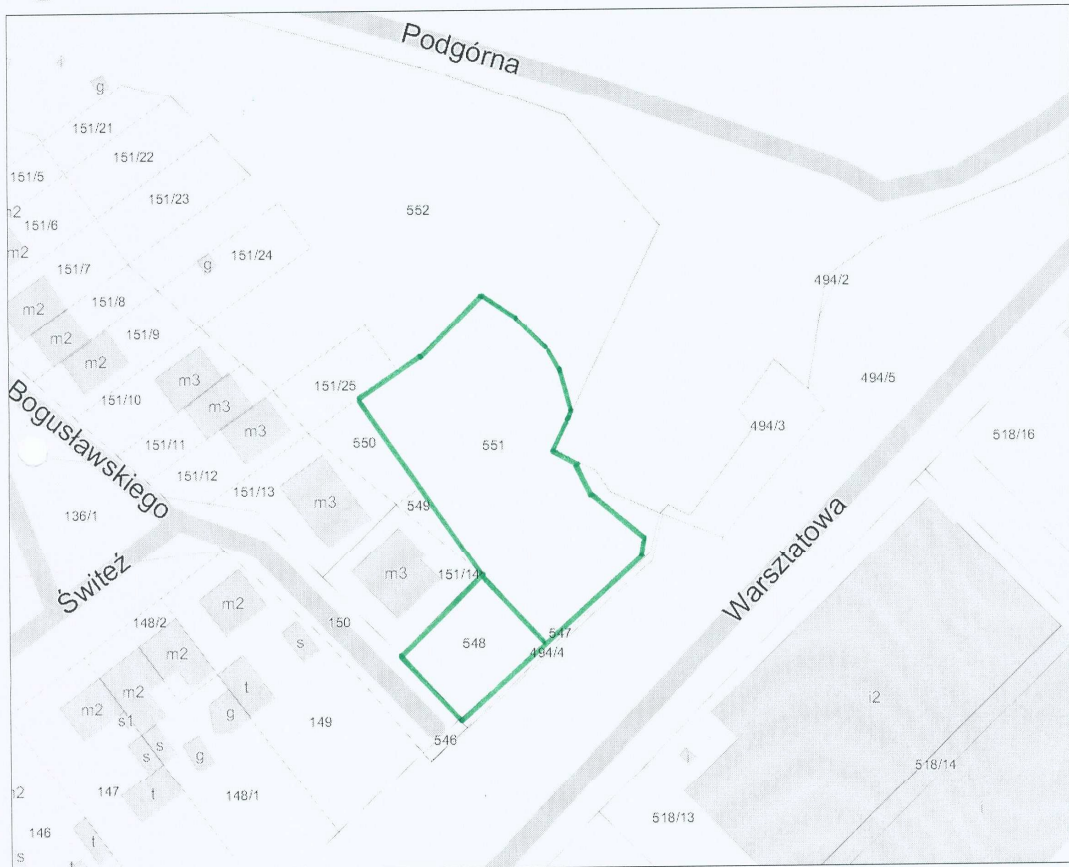 Podgórna
g
151/21
151/22
151/5
151/23
m2
151/6
552
m2
151/24
g
151/7
494/2
151/8
m2
151/9
m2
m2
494/5
m3
151/25
151/10
m3
494/3
Bogusławskiego
m3
518/16
151/11
550
551
151/12
151/13
m3
549
136/1
Warsztatowa
m3
151/14
Świteź
m2
150
148/2
547
548
s
494/4
m2
t
m2
i2
m2
g
s1
149
s
546
s
g
518/14
147
t
148/1
m2
518/13
146
t
s
t